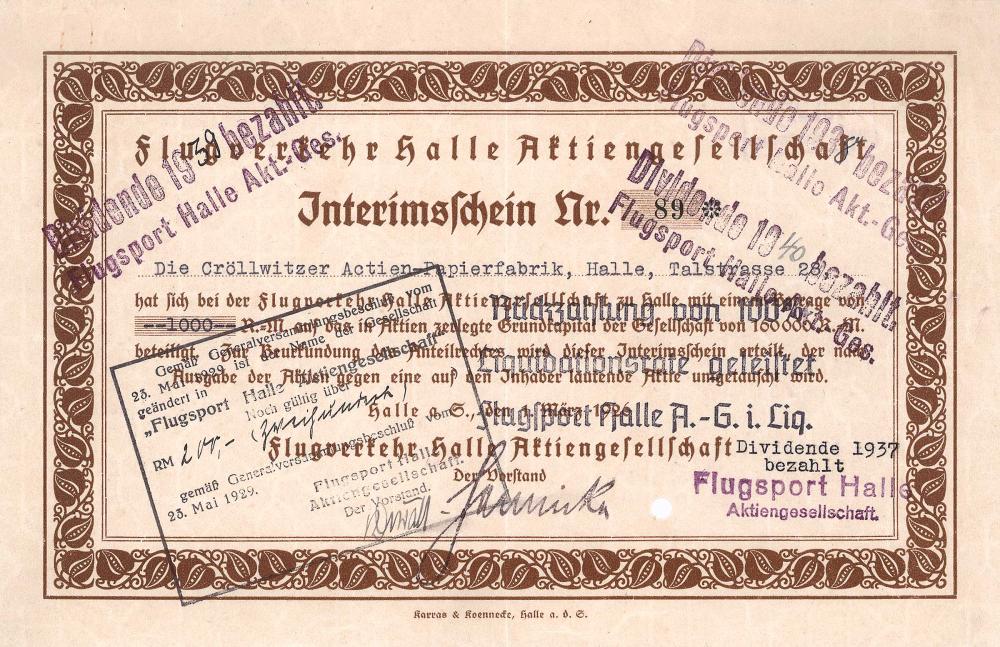 Flugverkehr Halle Aktiengesellschaft
Interimsschein Nr. 89 *
Die Cröllwitzer Actien-Papierfabrik, Halle, Talstrasse 28
hat sich bei der Flugverkehr Halle Aktiengesellschaft zu Halle mit einem Betrage von
--1000-- R.-M. auf das in Aktien zerlegte Grundkapital der Gesellschaft von 100000 R.-M.
beteiligt. Für Beurkundung des Anteilrechtes wird dieser Interimsschein erteilt, der nach
Ausgabe der Aktien gegen eine auf den Inhaber lautende Aktie umgetauscht wird.
Halle a. S., den 1. März 1926
Flugverkehr Halle Aktiengesellschaft
Der Vorstand
Dividende 1939 bezahlt
Flugsport Halle Akt.-Ges.
Dividende 1938 bezahlt
Flugsport Halle Akt.-Ges.
Dividende 1940 bezahlt
Flugsport Halle Akt.-Ges.
Rückzahlung von 100
Liquidationsrate geleistet
Flugsport Halle A.-G. i. Liq.
Dividende 1937
bezahlt
Flugsport Halle
Aktiengesellschaft.
Gemäß Generalversammlungsbeschluß vom
23. Mai 1929 ist der Name der Gesellschaft
geändert in
„Flugsport Halle Aktiengesellschaft"
Noch gültig über
RM 200,- (zweihundert)
gemäß Generalversammlungsbeschluß vom
23. Mai 1929.
Flugsport Halle
Aktiengesellschaft.
Der Vorstand.
Karras & Koennecke, Halle a. d. S.